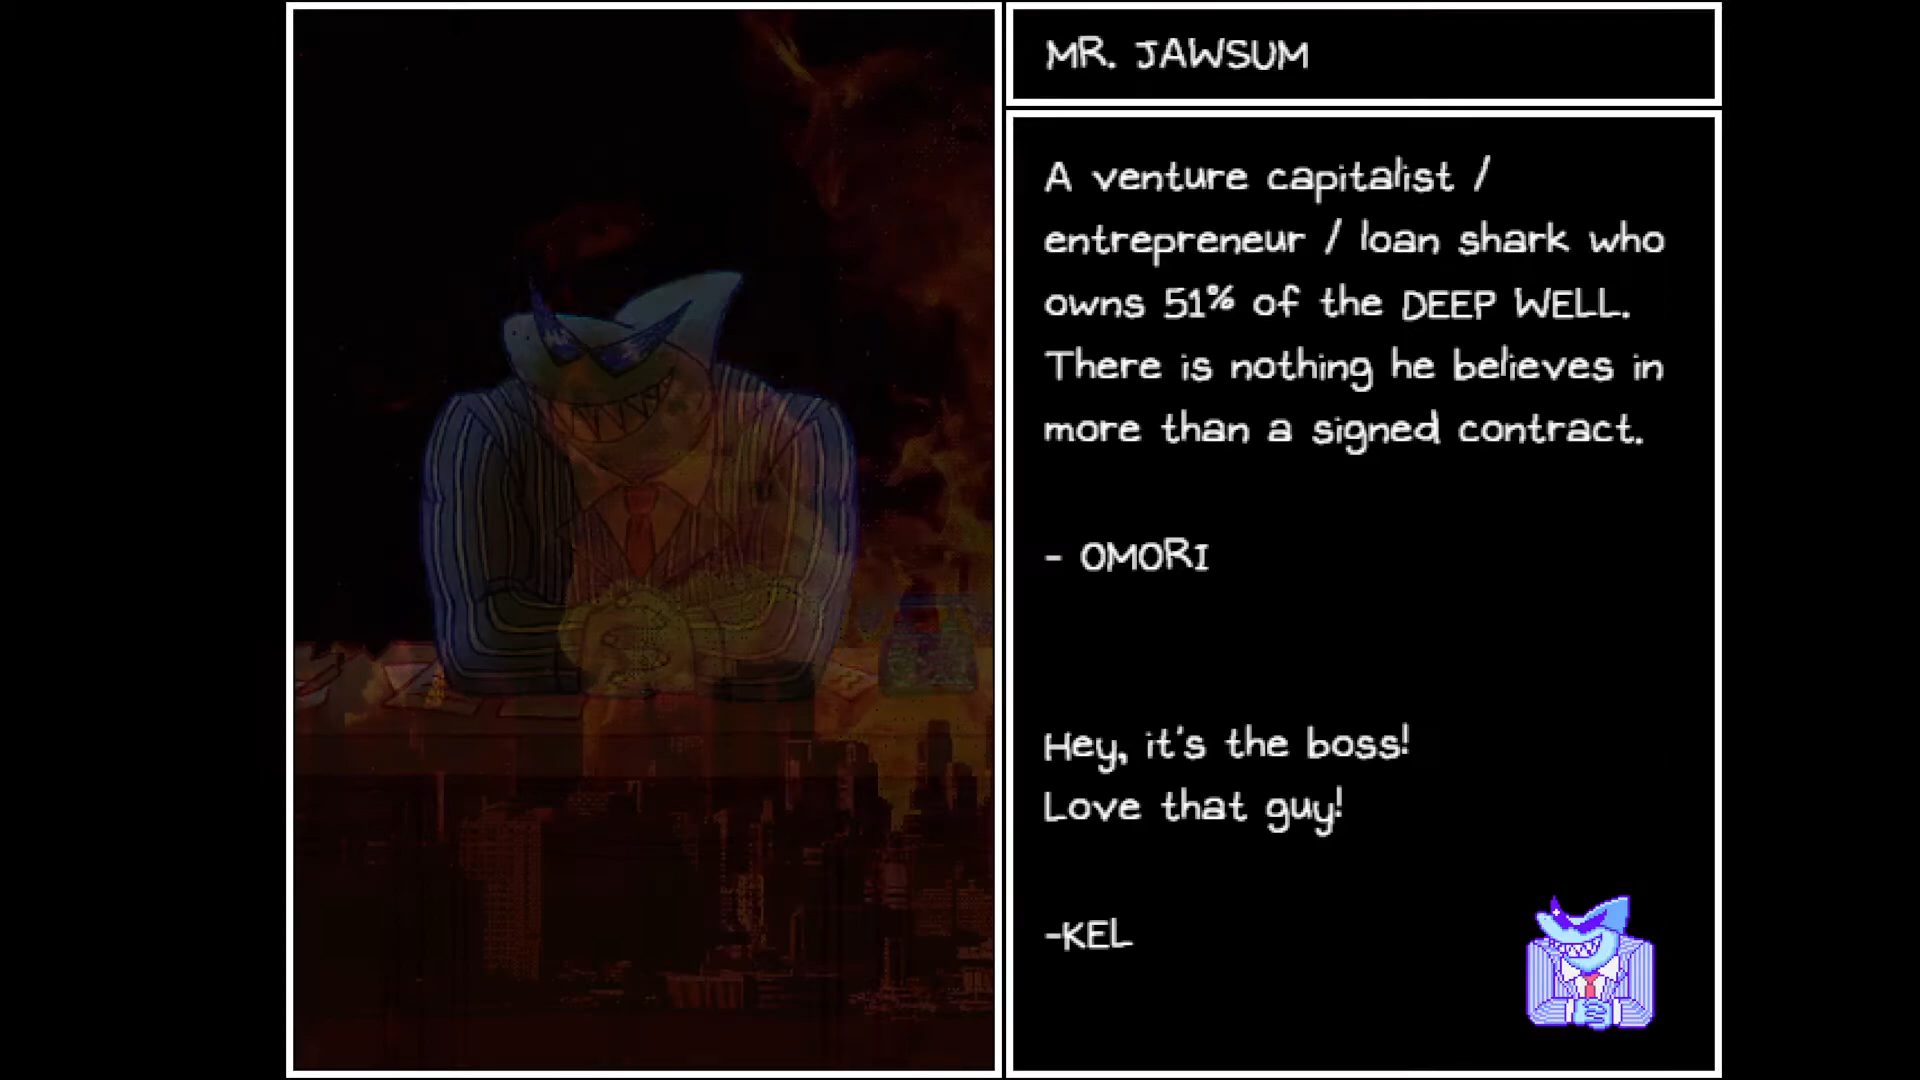 MR. JAWSUM
A venture capitalist /
entrepreneur / loan shark who
owns 51% of the DEEP WELL.
There is nothing he believes in
more than a signed contract.
- OMORI
Hey, it's the boss!
Love that guy!
-KEL